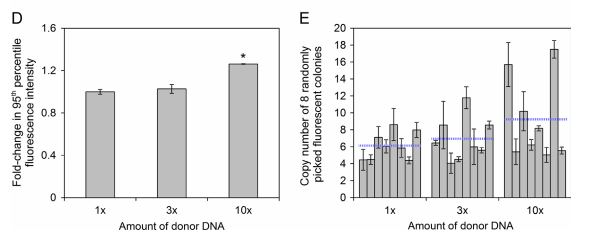 D
Fold-change in 95th percentile
fluorescence intensity
1.6
1.2
0.8
0.4
0
*
1x
3x
10x
Amount of donor DNA
E
Copy number of 8 randomly
picked fluorescent colonies
20
18
16
14
12
10
8
6
4
2
0
1x
3x
10x
Amount of donor DNA